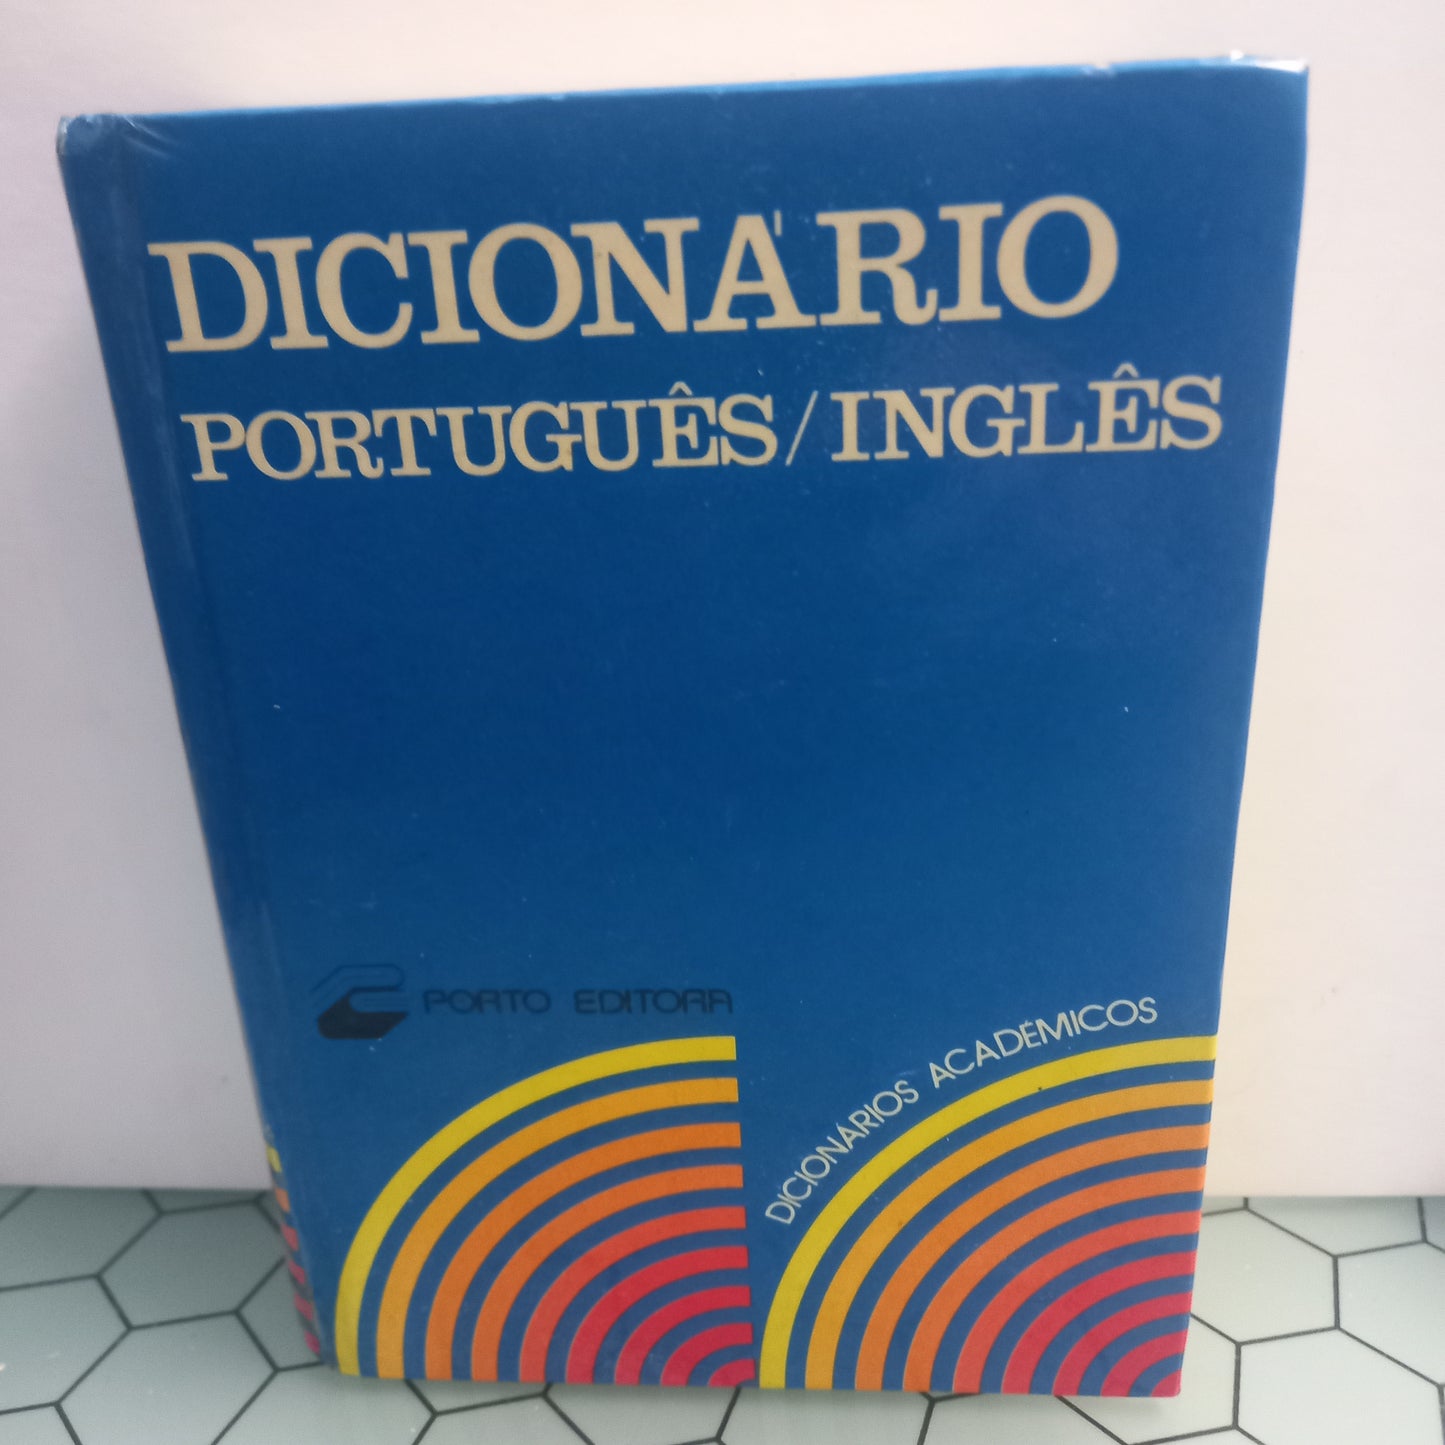 DICIONÁRIO
PORTUGUÊS/INGLÊS
PORTO EDITORA
DICIONÁRIOS ACADÉMICOS